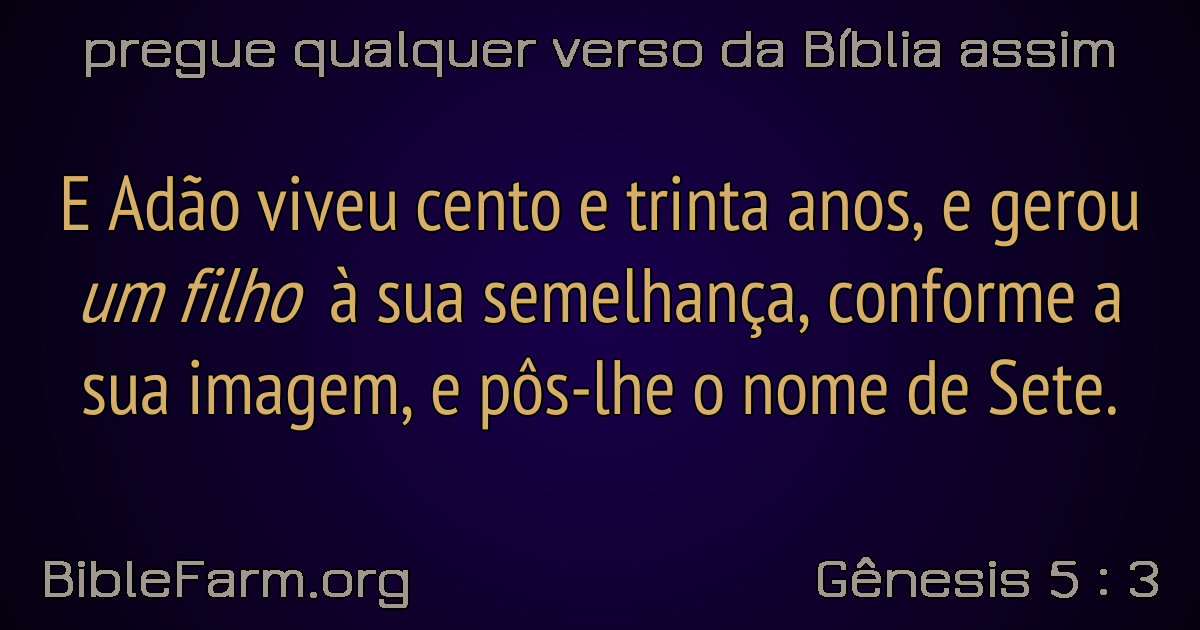 pregue qualquer verso da Bíblia assim
E Adão viveu cento e trinta anos, e gerou
um filho à sua semelhança, conforme a
sua imagem, e pôs-lhe o nome de Sete.
BibleFarm.org
Gênesis 5 : 3